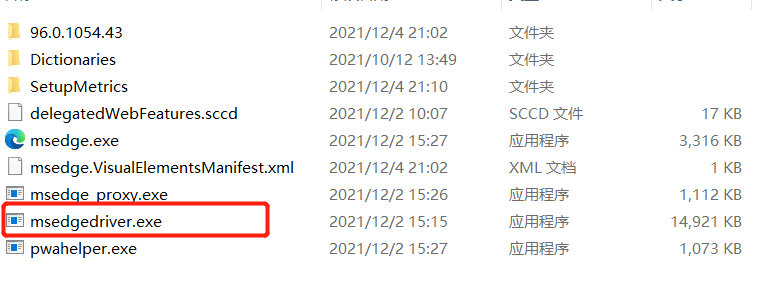 96.0.1054.43 2021/12/4 21:02 文件夹
Dictionaries 2021/10/12 13:49 文件夹
SetupMetrics 2021/12/4 21:10 文件夹
delegatedWebFeatures.sccd 2021/12/2 10:07 SCCD 文件 17 KB
msedge.exe 2021/12/2 15:27 应用程序 3,316 KB
msedge.VisualElementsManifest.xml 2021/12/4 21:02 XML 文档 1 KB
msedge_proxy.exe 2021/12/2 15:26 应用程序 1,112 KB
msedgedriver.exe 2021/12/2 15:15 应用程序 14,921 KB
pwahelper.exe 2021/12/2 15:27 应用程序 1,073 KB